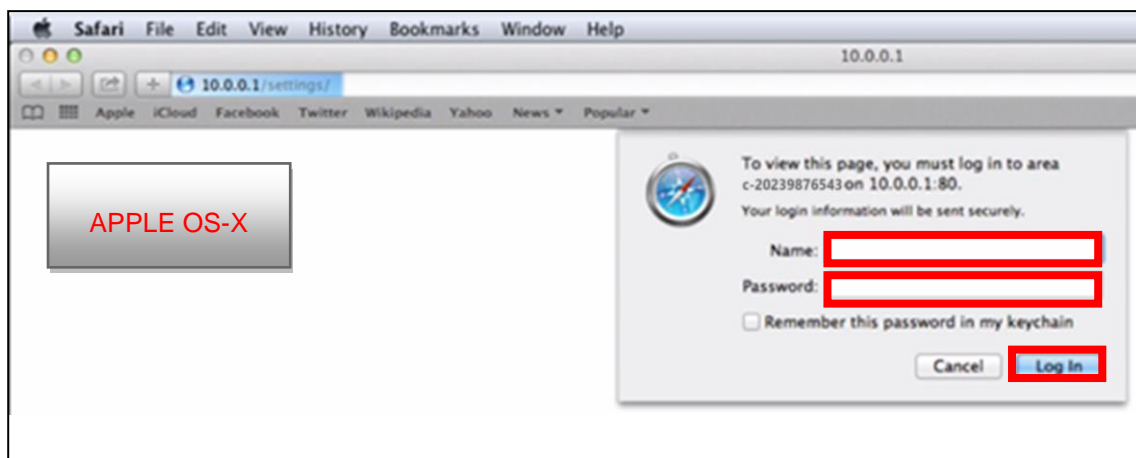 Safari File Edit View History Bookmarks Window Help
10.0.0.1
10.0.0.1/settings/
Apple iCloud Facebook Twitter Wikipedia Yahoo News Popular
APPLE OS-X
To view this page, you must log in to area
c-20239876543 on 10.0.0.1:80.
Your login information will be sent securely.
Name:
Password:
Remember this password in my keychain
Cancel Log In